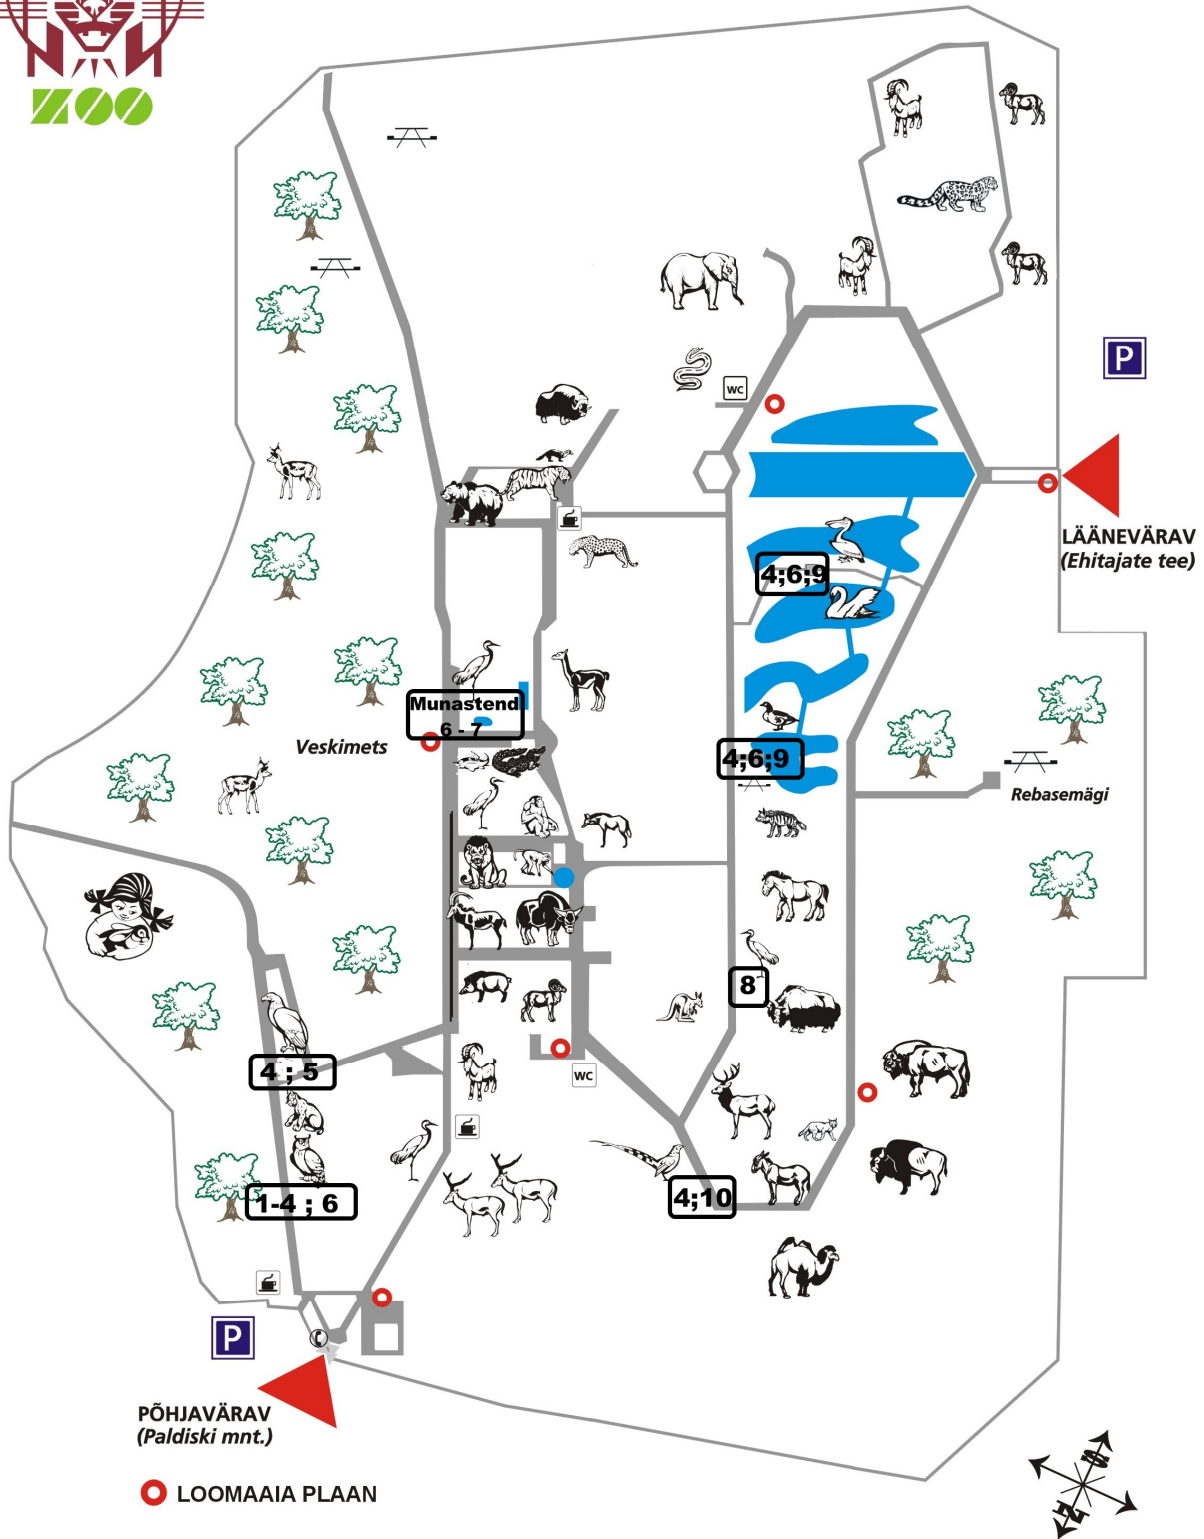 ZOO
P
WC
LÄÄNEVÄRAV
(Ehitajate tee)
4;6;9
Munastend
6 - 7
Veskimets
4;6;9
Rebasemägi
8
4 ; 5
WC
4;10
1-4 ; 6
P
PÕHJAVÄRAV
(Paldiski mnt.)
LOOMAAIA PLAAN
S
N